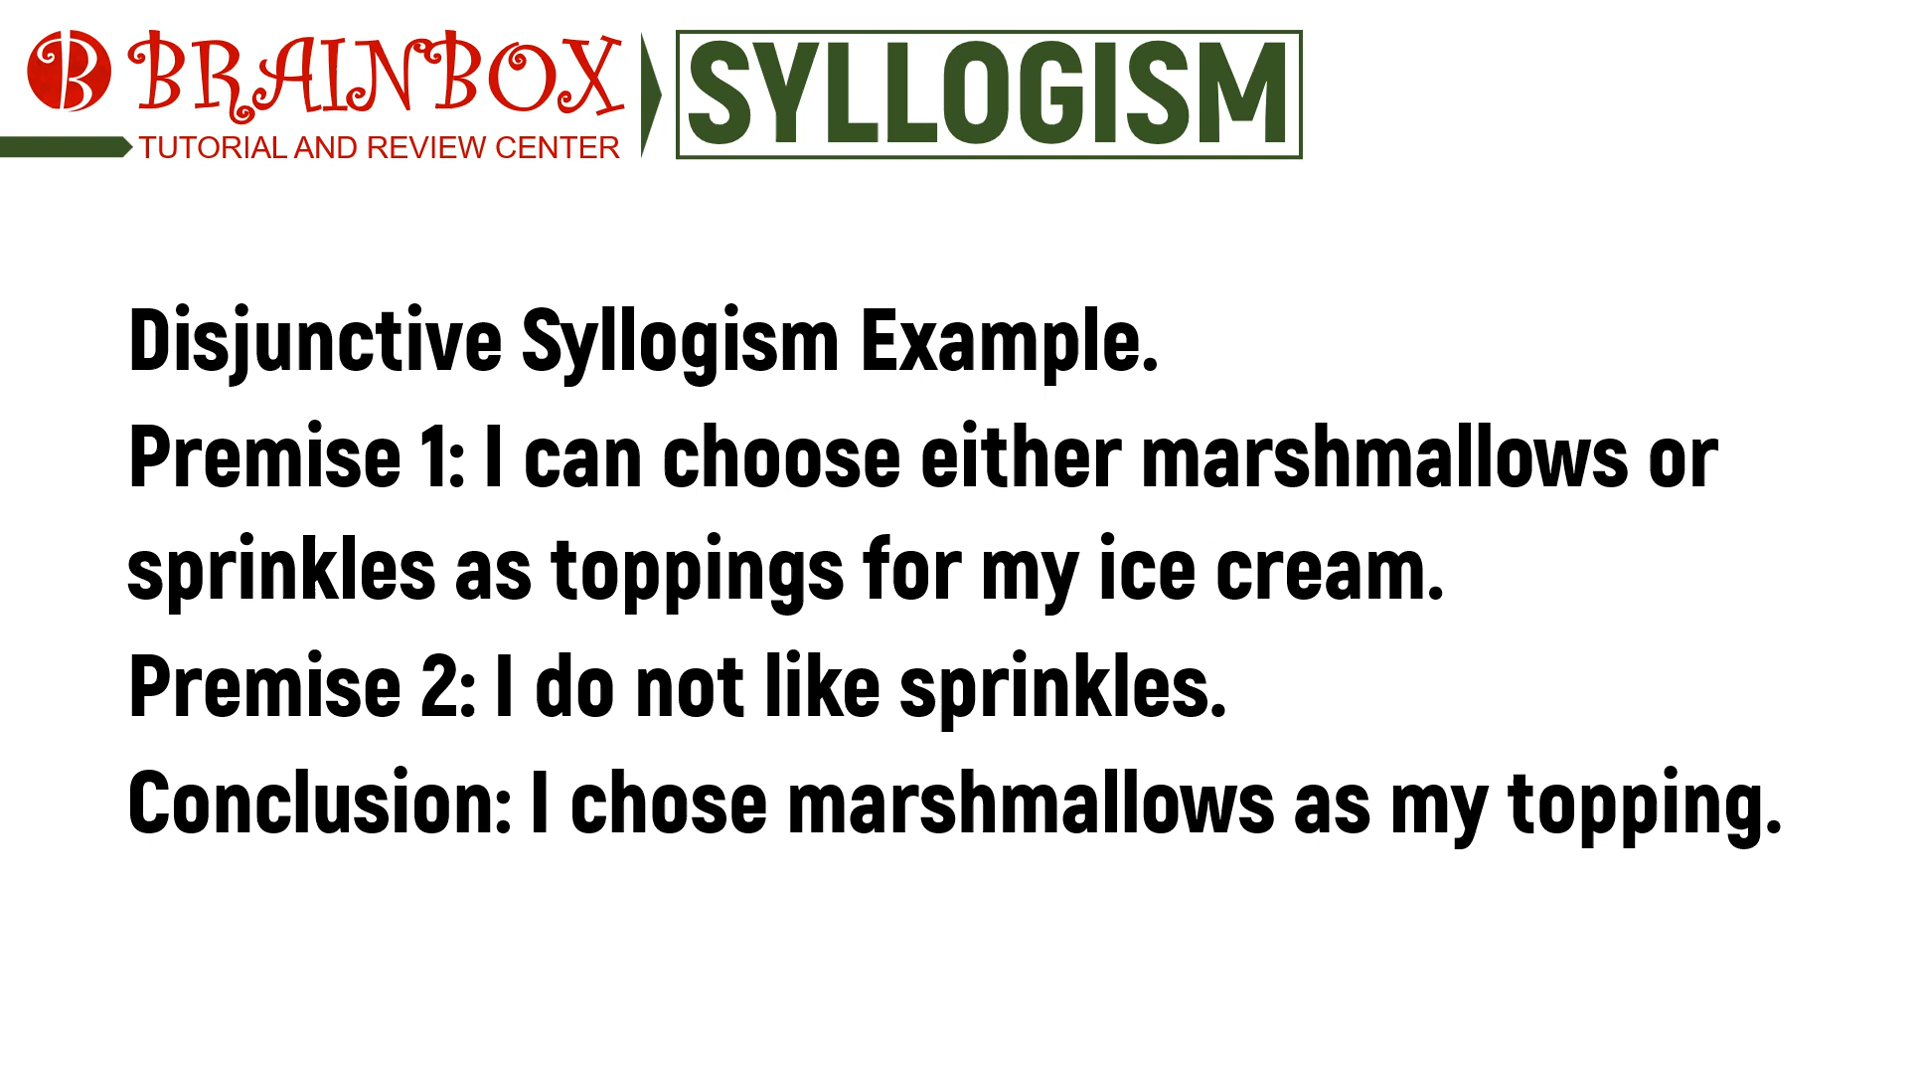 BRAINBOX
TUTORIAL AND REVIEW CENTER
SYLLOGISM
Disjunctive Syllogism Example.
Premise 1: I can choose either marshmallows or
sprinkles as toppings for my ice cream.
Premise 2: I do not like sprinkles.
Conclusion: I chose marshmallows as my topping.